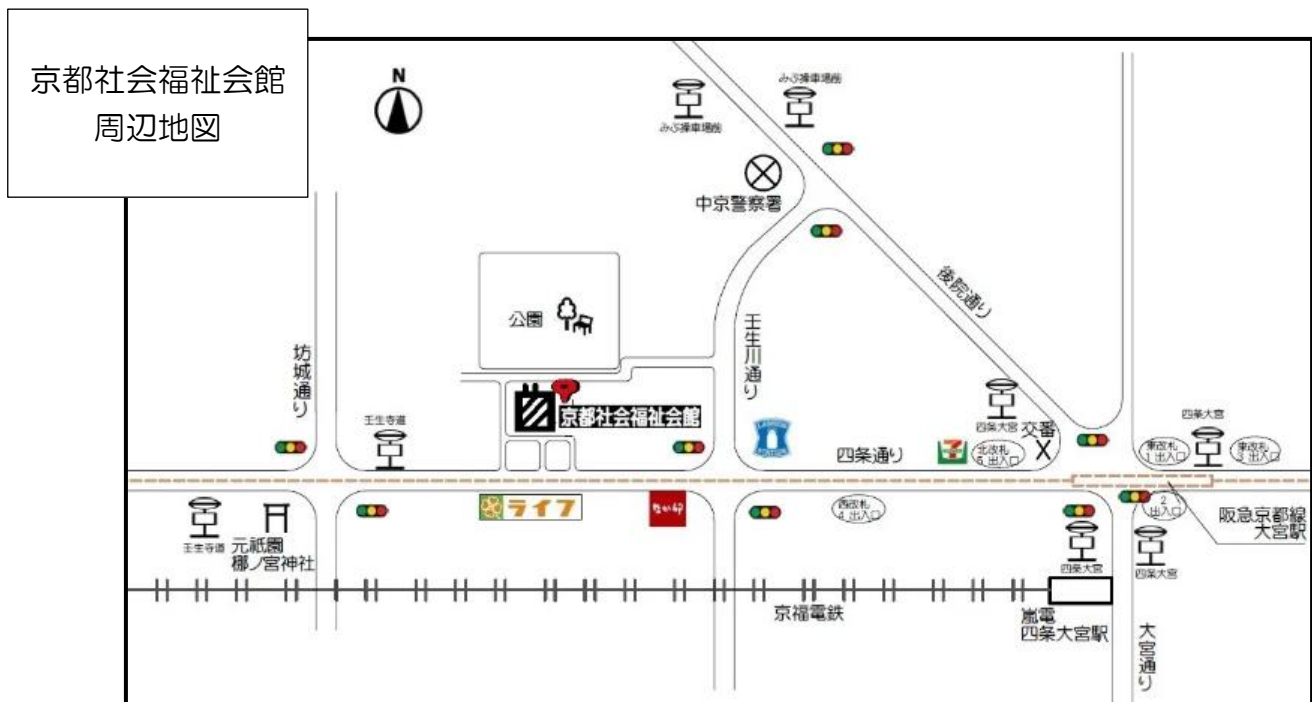 京都社会福祉会館
周辺地図
N
みぶ操車場前
みぶ操車場前
中京警察署
後院通り
公園
壬生川通り
坊城通り
京都社会福祉会館
壬生寺道
四条通り
LAWSON
STATION
7
北改札
5 出入口
四条大宮
交番
四条大宮
東改札
1 出入口
東改札
3 出入口
ライフ
なか卯
西改札
4 出入口
2
出入口
阪急京都線
大宮駅
壬生寺道
元祇園
梛ノ宮神社
四条大宮
四条大宮
京福電鉄
嵐電
四条大宮駅
大宮通り